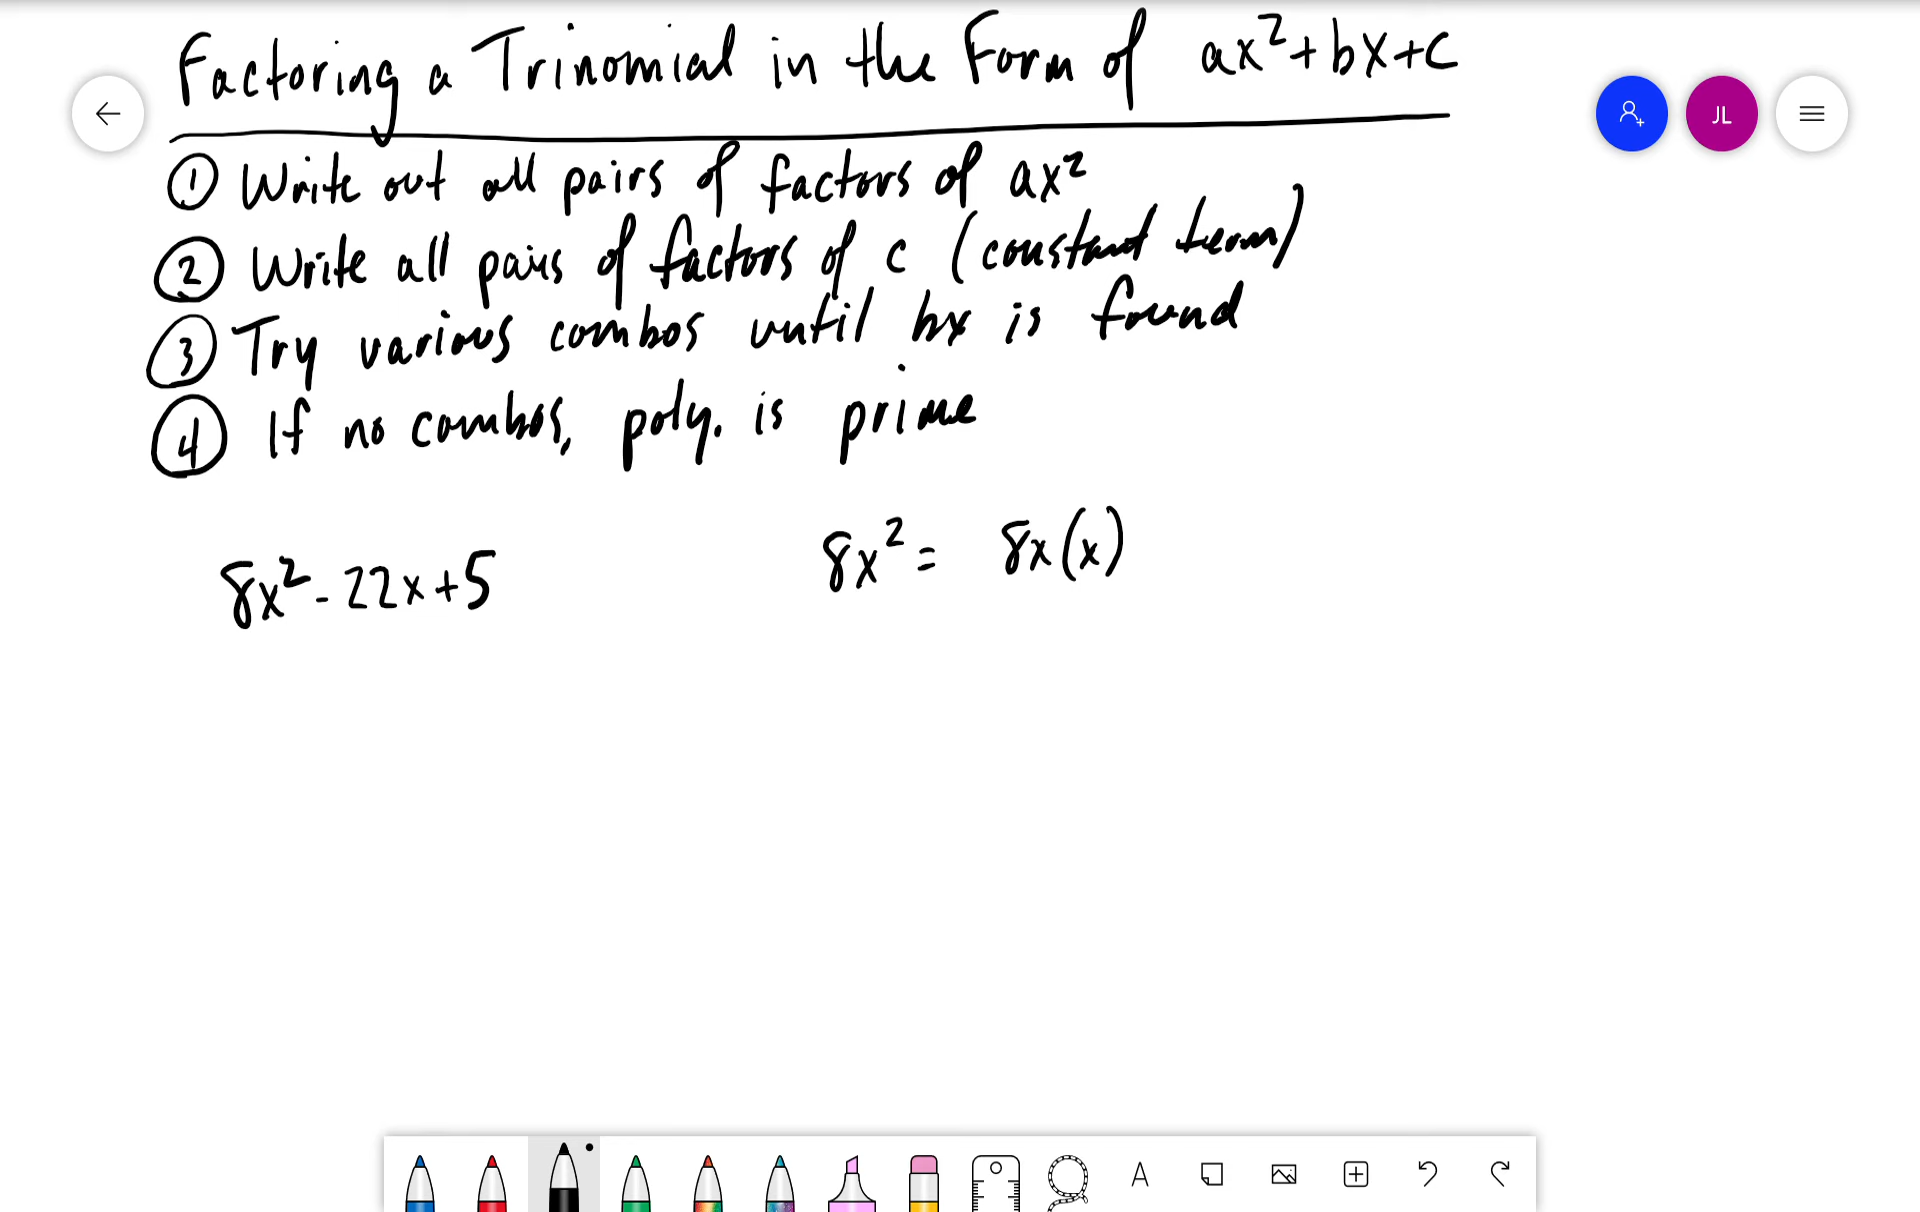 Factoring a Trinomial in the Form of ax²+bx+c
JL
① Write out all pairs of factors of ax²
② Write all pairs of factors of c (constant term)
③ Try various combos until bx is found
④ If no combos, poly. is prime
8x²-22x+5
8x² = 8x(x)
A